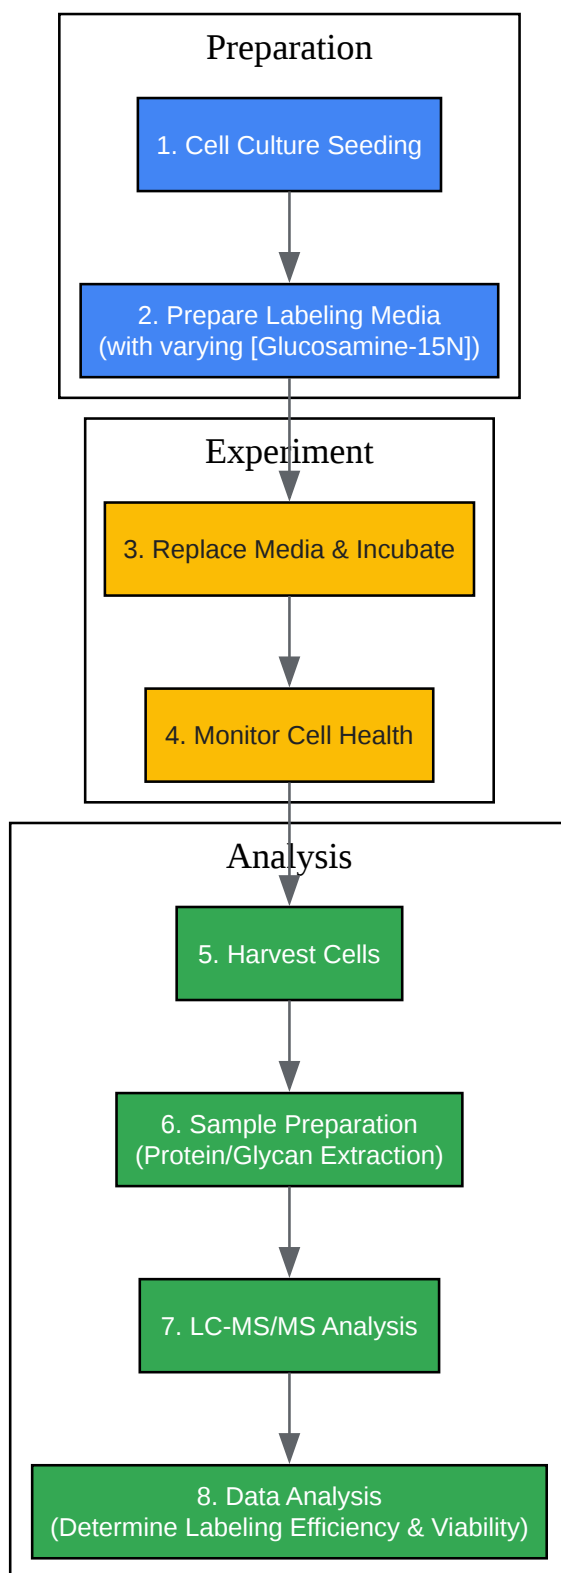 Preparation
1. Cell Culture Seeding
2. Prepare Labeling Media
(with varying [Glucosamine-15N])
Experiment
3. Replace Media & Incubate
4. Monitor Cell Health
Analysis
5. Harvest Cells
6. Sample Preparation
(Protein/Glycan Extraction)
7. LC-MS/MS Analysis
8. Data Analysis
(Determine Labeling Efficiency & Viability)